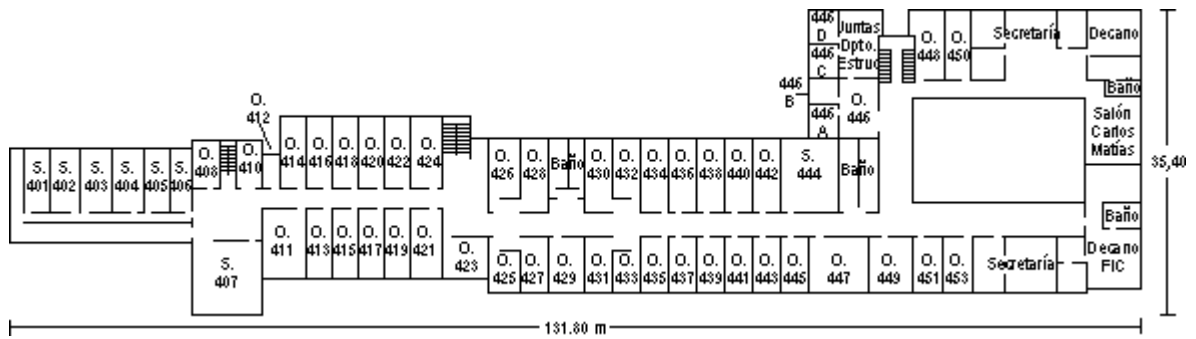 446
D
Juntas
Dpto.
Estruc
446
C
446
B
446
A
O.
446
O.
448
O.
450
Secretaría
Decano
Baño
Salón
Carlos
Matías
35,40
O.
412
S.
401
S.
402
S.
403
S.
404
S.
405
S.
406
O.
408
O.
410
O.
414
O.
416
O.
418
O.
420
O.
422
O.
424
O.
426
O.
428
Baño
O.
430
O.
432
O.
434
O.
436
O.
438
O.
440
O.
442
S.
444
Baño
Baño
S.
407
O.
411
O.
413
O.
415
O.
417
O.
419
O.
421
O.
423
O.
425
O.
427
O.
429
O.
431
O.
433
O.
435
O.
437
O.
439
O.
441
O.
443
O.
445
O.
447
O.
449
O.
451
O.
453
Secretaría
Decano
FIC
131.80 m